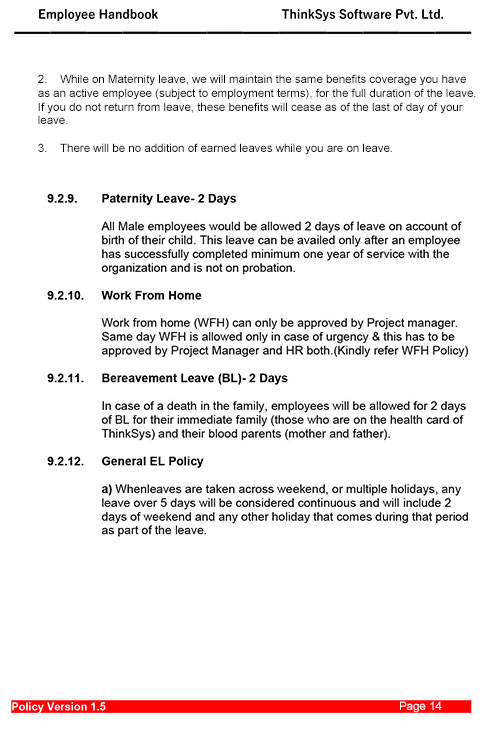 Employee Handbook ThinkSys Software Pvt. Ltd.
2. While on Maternity leave, we will maintain the same benefits coverage you have
as an active employee (subject to employment terms), for the full duration of the leave.
If you do not return from leave, these benefits will cease as of the last of day of your
leave.
3. There will be no addition of earned leaves while you are on leave.
9.2.9. Paternity Leave- 2 Days
All Male employees would be allowed 2 days of leave on account of
birth of their child. This leave can be availed only after an employee
has successfully completed minimum one year of service with the
organization and is not on probation.
9.2.10. Work From Home
Work from home (WFH) can only be approved by Project manager.
Same day WFH is allowed only in case of urgency & this has to be
approved by Project Manager and HR both.(Kindly refer WFH Policy)
9.2.11. Bereavement Leave (BL)- 2 Days
In case of a death in the family, employees will be allowed for 2 days
of BL for their immediate family (those who are on the health card of
ThinkSys) and their blood parents (mother and father).
9.2.12. General EL Policy
a) Whenleaves are taken across weekend, or multiple holidays, any
leave over 5 days will be considered continuous and will include 2
days of weekend and any other holiday that comes during that period
as part of the leave.
Policy Version 1.5 Page 14